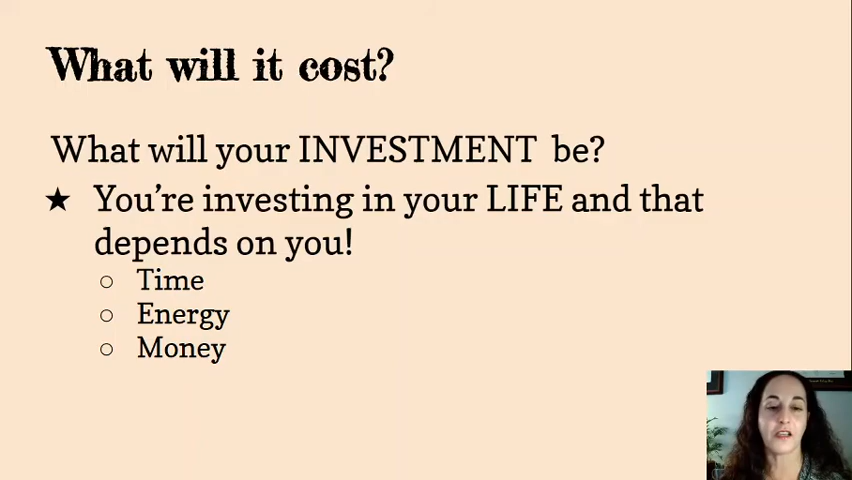 What will it cost?
What will your INVESTMENT be?
★ You’re investing in your LIFE and that
depends on you!
○ Time
○ Energy
○ Money